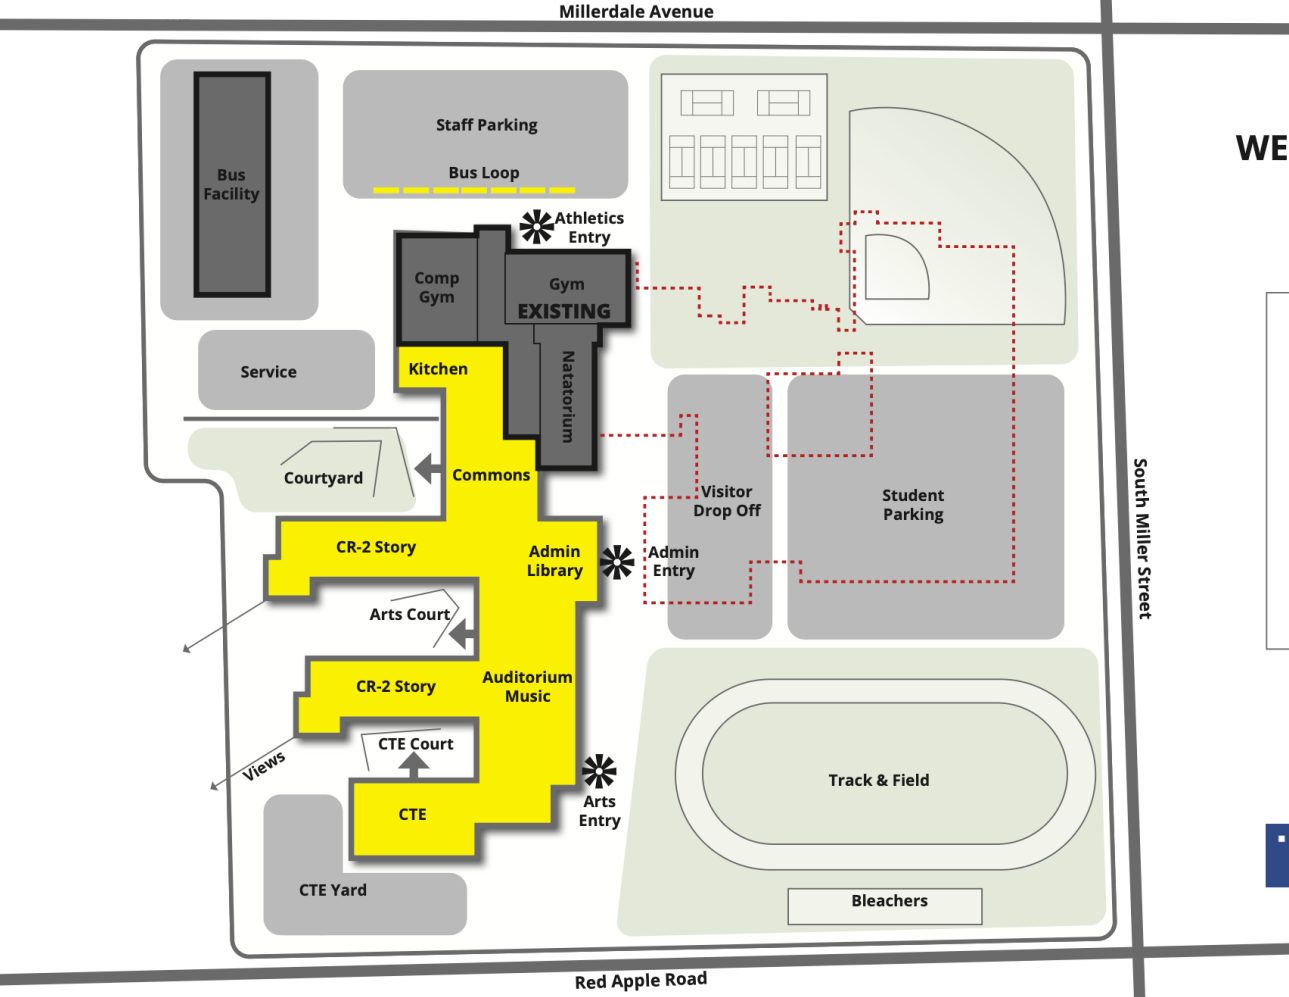 Millerdale Avenue
Staff Parking
Bus Loop
Bus
Facility
WE
Athletics
Entry
Comp
Gym
Gym
EXISTING
Kitchen
Service
Natatorium
Courtyard
Commons
Visitor
Drop Off
Student
Parking
South Miller Street
CR-2 Story
Admin
Library
Admin
Entry
Arts Court
CR-2 Story
Auditorium
Music
CTE Court
Views
Track & Field
CTE
Arts
Entry
CTE Yard
Bleachers
Red Apple Road